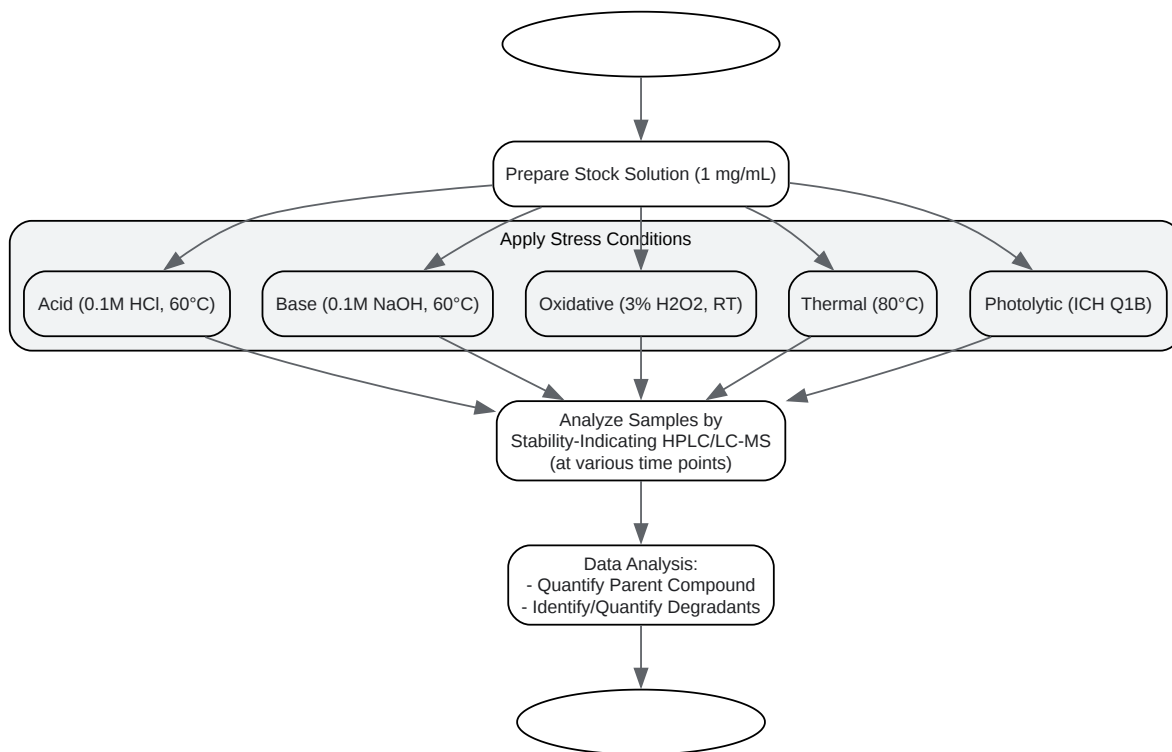 Prepare Stock Solution (1 mg/mL)
Apply Stress Conditions
Acid (0.1M HCl, 60°C)
Base (0.1M NaOH, 60°C)
Oxidative (3% H2O2, RT)
Thermal (80°C)
Photolytic (ICH Q1B)
Analyze Samples by
Stability-Indicating HPLC/LC-MS
(at various time points)
Data Analysis:
- Quantify Parent Compound
- Identify/Quantify Degradants